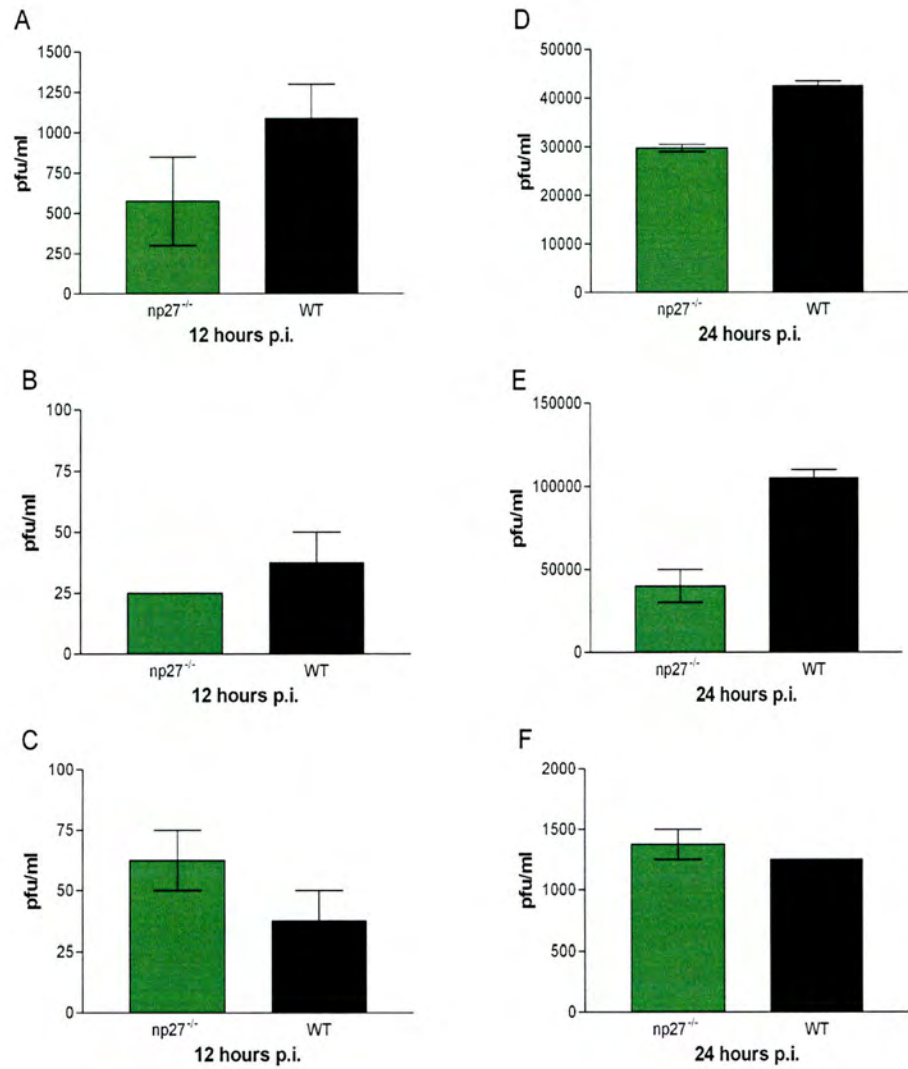 A
pfu/ml
1500
1250
1000
750
500
250
0
np27-/-
WT
12 hours p.i.
D
pfu/ml
50000
40000
30000
20000
10000
0
np27-/-
WT
24 hours p.i.
B
pfu/ml
100
75
50
25
0
np27-/-
WT
12 hours p.i.
E
pfu/ml
150000
100000
50000
0
np27-/-
WT
24 hours p.i.
C
pfu/ml
100
75
50
25
0
np27-/-
WT
12 hours p.i.
F
pfu/ml
2000
1500
1000
500
0
np27-/-
WT
24 hours p.i.